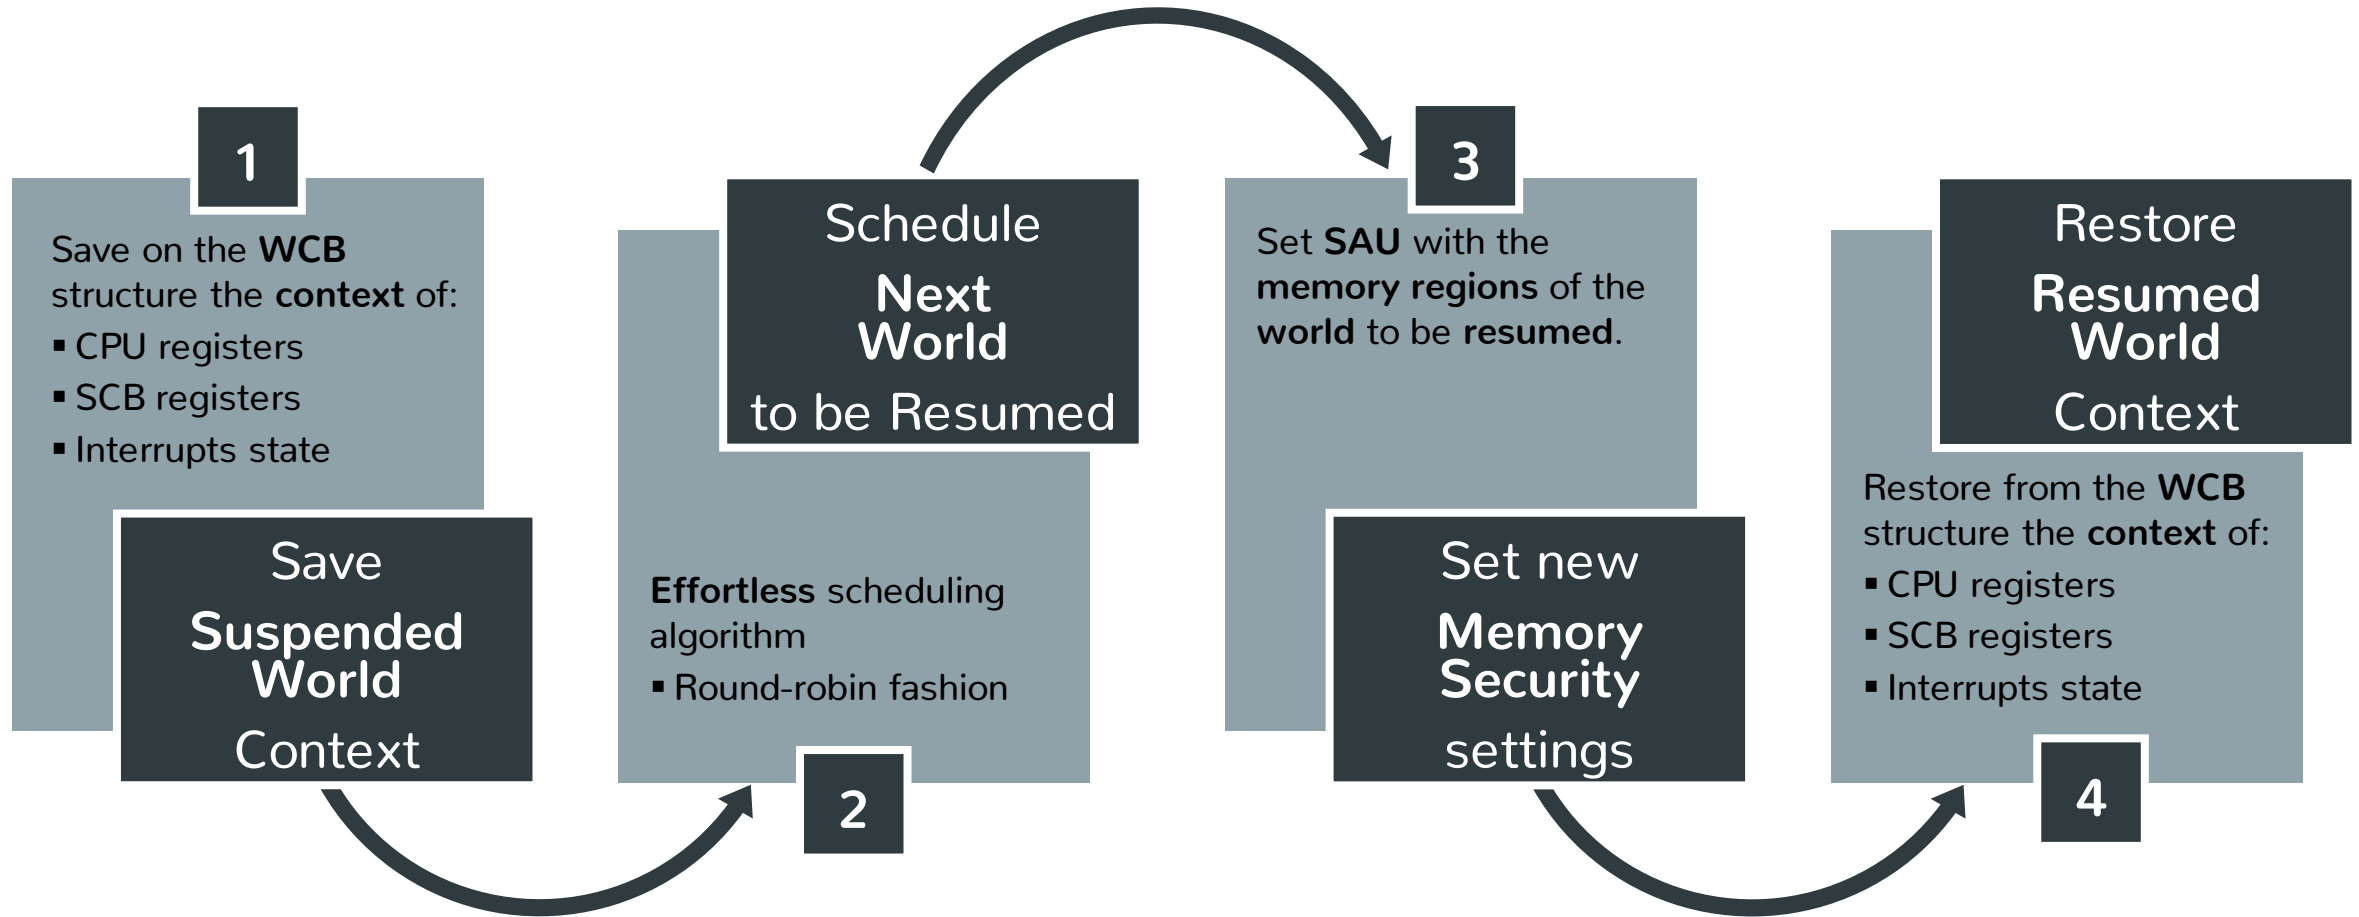 1
Save on the WCB
structure the context of:
▪ CPU registers
▪ SCB registers
▪ Interrupts state
Save
Suspended
World
Context
Schedule
Next
World
to be Resumed
Effortless scheduling
algorithm
▪ Round-robin fashion
2
3
Set SAU with the
memory regions of the
world to be resumed.
Set new
Memory
Security
settings
Restore
Resumed
World
Context
Restore from the WCB
structure the context of:
▪ CPU registers
▪ SCB registers
▪ Interrupts state
4